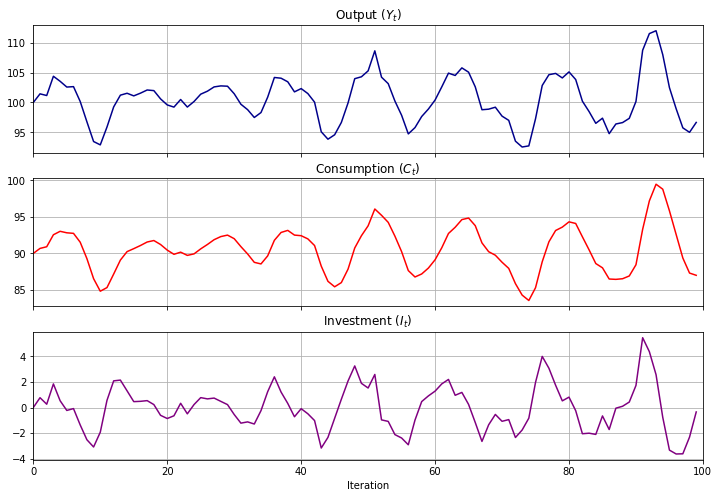 Output (Y_t)
110
105
100
95
Consumption (C_t)
100
95
90
85
Investment (I_t)
4
2
0
−2
−4
0 20 40 60 80 100
Iteration